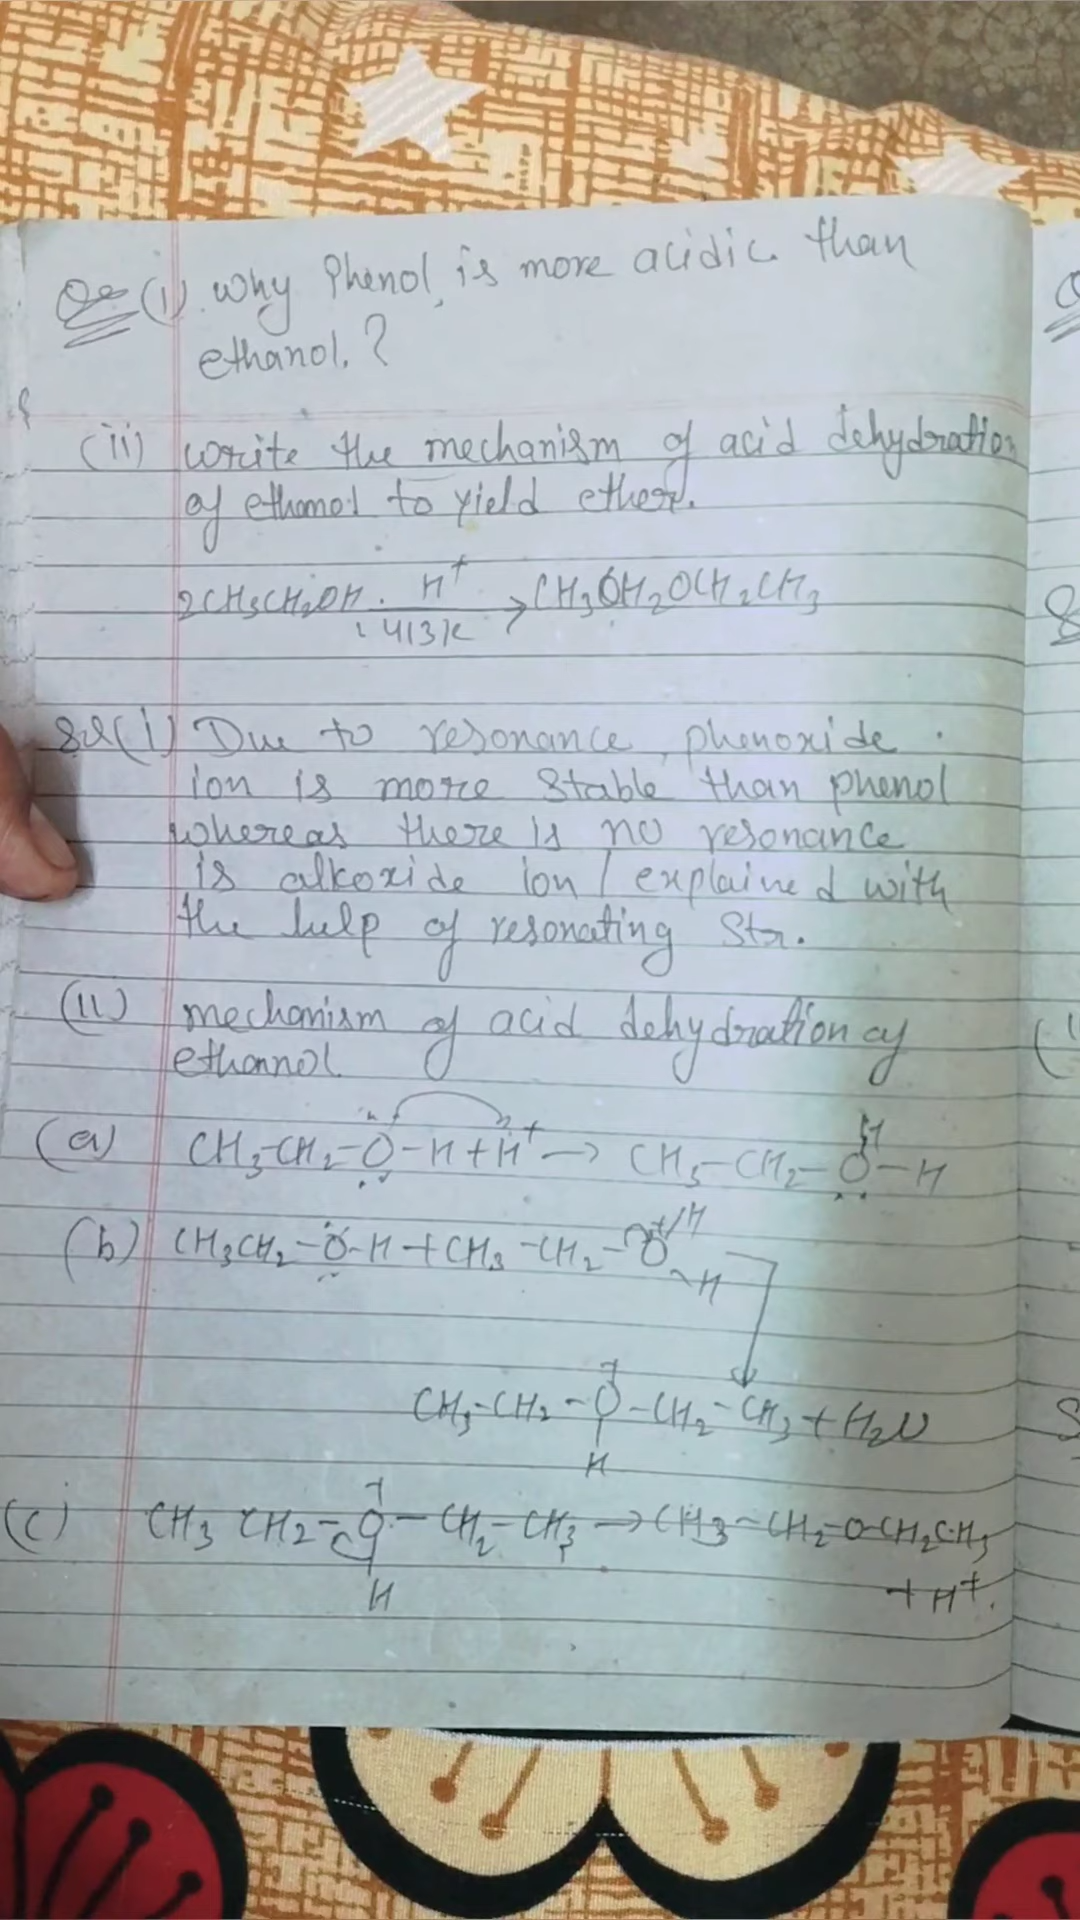 Qs (i) why Phenol is more acidic than
ethanol.?
(ii) write the mechanism of acid dehydration
of ethanol to yield ether.
2CH3CH2OH H+
413K → CH3CH2OCH2CH3
Sol(i) Due to resonance, phenoxide
ion is more stable than phenol
whereas there is no resonance
is alkoxide ion / explained with
the help of resonating Str.
(ii) mechanism of acid dehydration of
ethannol
(a) CH3-CH2-O-H + H+ → CH3-CH2-O-H
H
(b) CH3CH2-O-H + CH3-CH2-O+ H
H
CH3-CH2-O+-CH2-CH3 + H2O
H
(c) CH3 CH2-O+-CH2-CH3 → CH3-CH2-O-CH2CH3
H + H+.